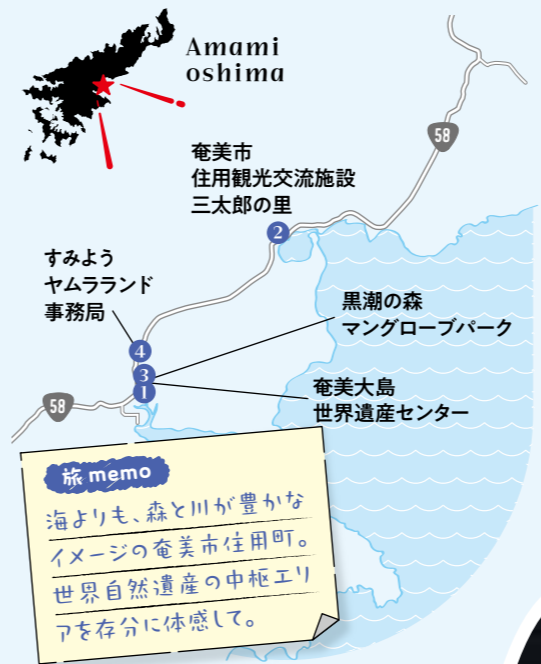 Amami
oshima
58
奄美市
住用観光交流施設
三太郎の里
2
すみよう
ヤムラランド
事務局
黒潮の森
マングローブパーク
4
3
1
奄美大島
世界遺産センター
58
旅memo
海よりも、森と川が豊かな
イメージの奄美市住用町。
世界自然遺産の中枢エリ
アを存分に体感して。